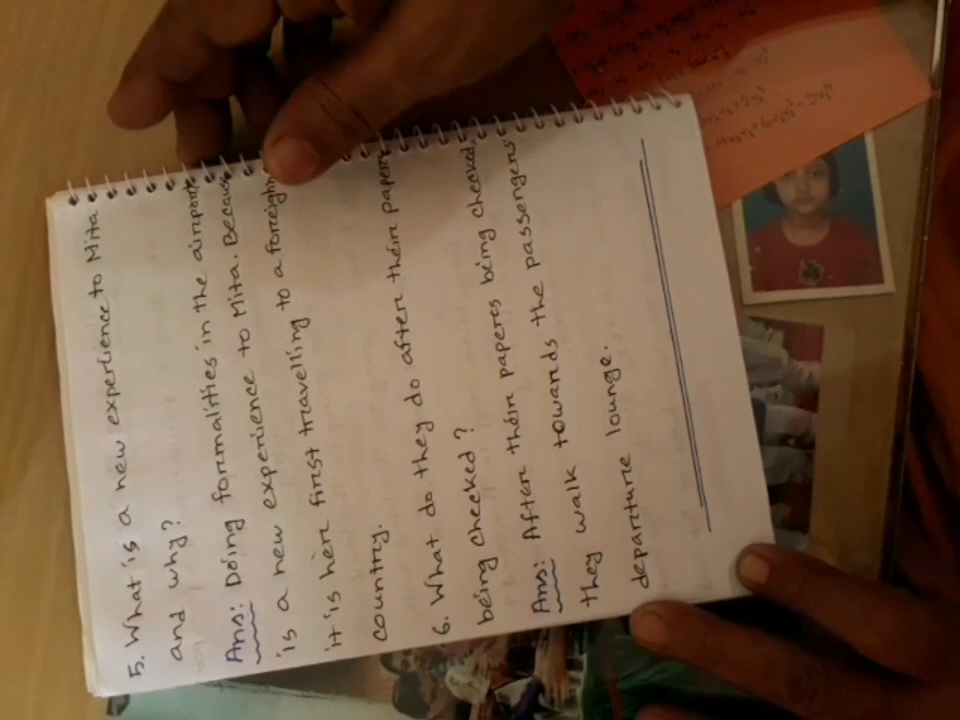 5. What is a new experience to Mita
and why?
Ans: Doing formalities in the airport
is a new experience to Mita. Because
it is here first travelling to a foreign
country.
6. What do they do after their papers
being checked?
Ans: After their paperes being checked,
they walk towards the passengers
departure lounge.